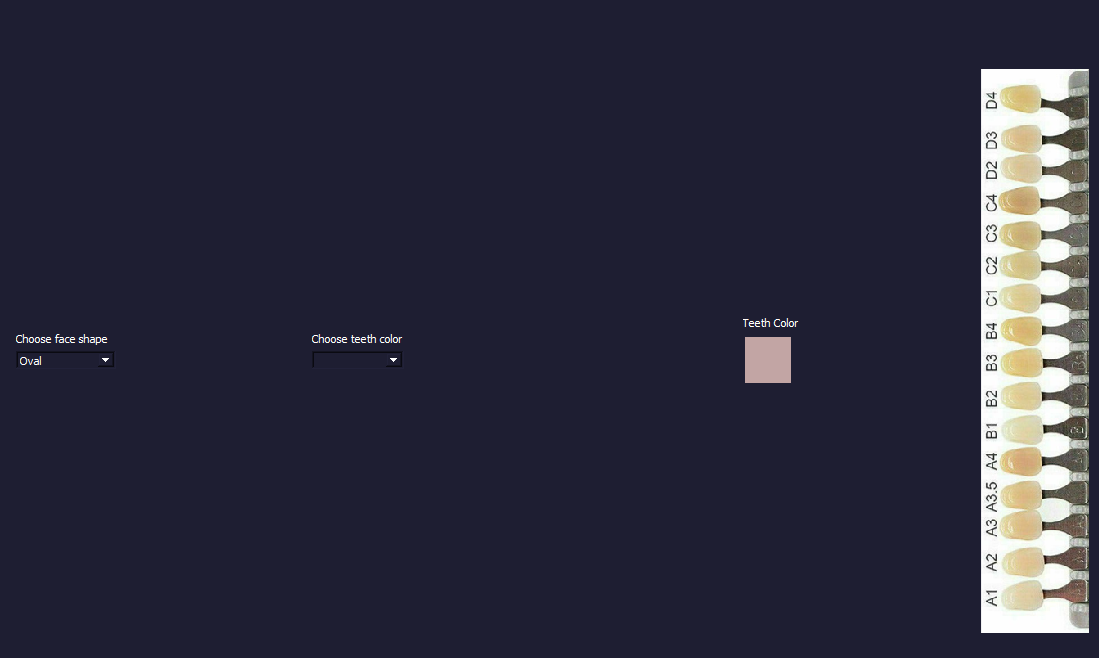 Teeth Color
Choose face shape
Choose teeth color
Oval
D4
D3
D2
C4
C3
C2
C1
B4
B3
B2
B1
A4
A3.5
A3
A2
A1